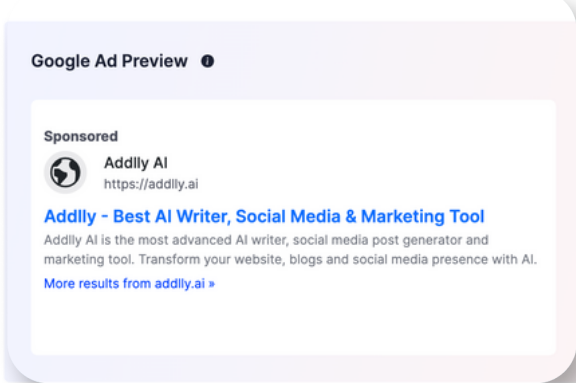 Google Ad Preview
Sponsored
Addlly AI
https://addlly.ai
Addlly - Best AI Writer, Social Media & Marketing Tool
Addlly AI is the most advanced AI writer, social media post generator and
marketing tool. Transform your website, blogs and social media presence with AI.
More results from addlly.ai »